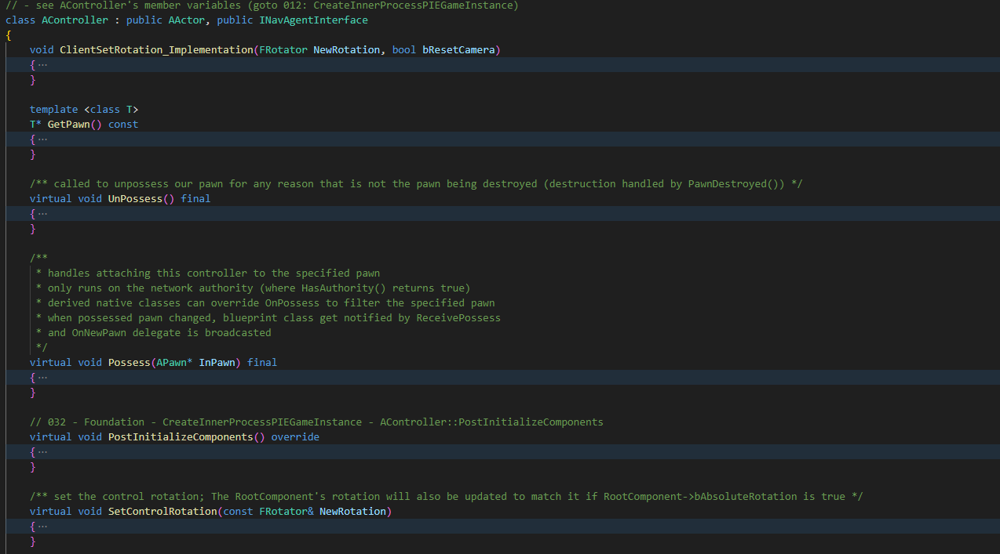 // - see AController's member variables (goto 012: CreateInnerProcessPIEGameInstance)
class AController : public AActor, public INavAgentInterface
{
    void ClientSetRotation_Implementation(FRotator NewRotation, bool bResetCamera)
    {···
    }

    template <class T>
    T* GetPawn() const
    {···
    }

    /** called to unpossess our pawn for any reason that is not the pawn being destroyed (destruction handled by PawnDestroyed()) */
    virtual void UnPossess() final
    {···
    }

    /**
     * handles attaching this controller to the specified pawn
     * only runs on the network authority (where HasAuthority() returns true)
     * derived native classes can override OnPossess to filter the specified pawn
     * when possessed pawn changed, blueprint class get notified by ReceivePossess
     * and OnNewPawn delegate is broadcasted
     */
    virtual void Possess(APawn* InPawn) final
    {···
    }

    // 032 - Foundation - CreateInnerProcessPIEGameInstance - AController::PostInitializeComponents
    virtual void PostInitializeComponents() override
    {···
    }

    /** set the control rotation; The RootComponent's rotation will also be updated to match it if RootComponent->bAbsoluteRotation is true */
    virtual void SetControlRotation(const FRotator& NewRotation)
    {···
    }